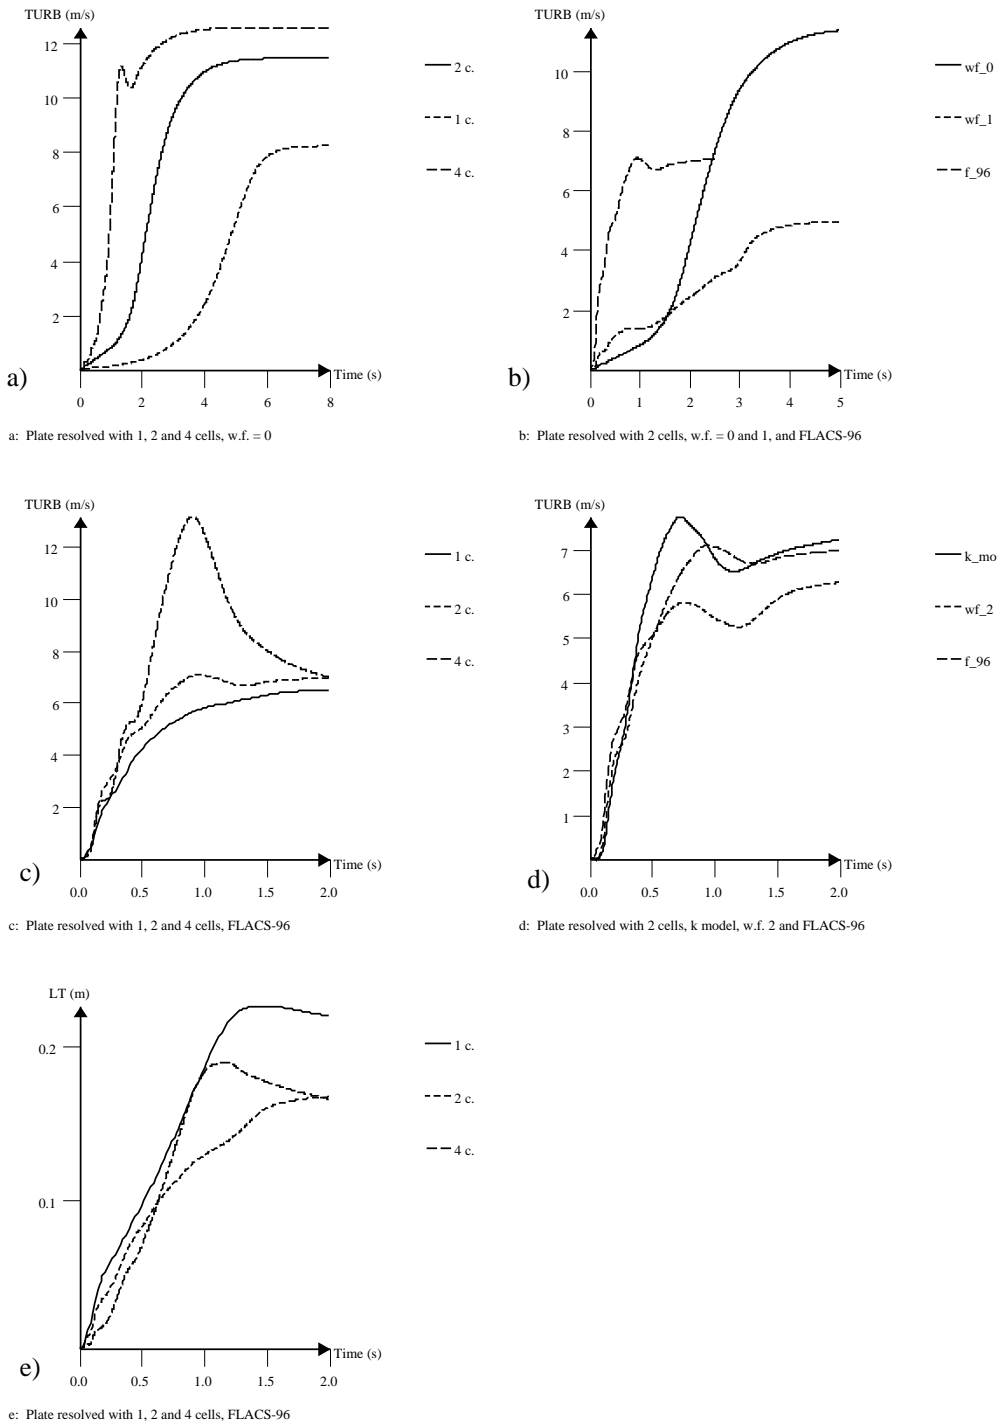 TURB (m/s)
12
10
8
6
4
2
0
2
4
6
8
Time (s)
2 c.
1 c.
4 c.
a)
a: Plate resolved with 1, 2 and 4 cells, w.f. = 0
TURB (m/s)
10
8
6
4
2
0
1
2
3
4
5
Time (s)
wf_0
wf_1
f_96
b)
b: Plate resolved with 2 cells, w.f. = 0 and 1, and FLACS-96
TURB (m/s)
12
10
8
6
4
2
0.0
0.5
1.0
1.5
2.0
Time (s)
1 c.
2 c.
4 c.
c)
c: Plate resolved with 1, 2 and 4 cells, FLACS-96
TURB (m/s)
7
6
5
4
3
2
1
0.0
0.5
1.0
1.5
2.0
Time (s)
k_mo
wf_2
f_96
d)
d: Plate resolved with 2 cells, k model, w.f. 2 and FLACS-96
LT (m)
0.2
0.1
0.0
0.5
1.0
1.5
2.0
Time (s)
1 c.
2 c.
4 c.
e)
e: Plate resolved with 1, 2 and 4 cells, FLACS-96